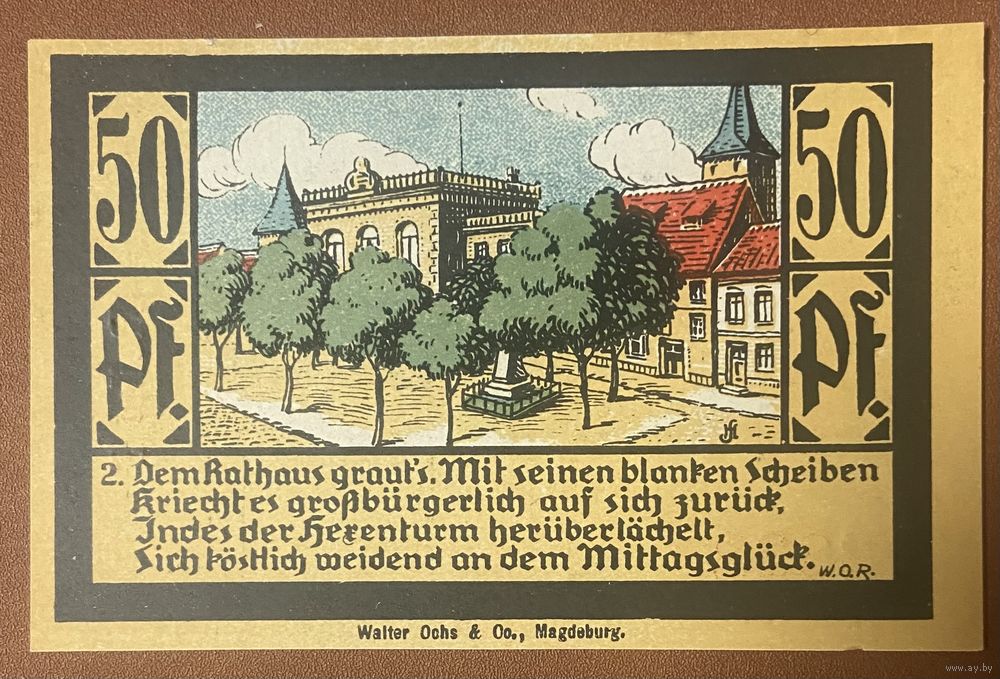 50
50
Pf.
Pf.
2. Dem Rathaus graut's. Mit seinen blanken Scheiben
Kriecht es großbürgerlich auf sich zurück,
Indes der Hexenturm herüberlächelt,
Sich köstlich weidend an dem Mittagsglück.
W.O.R.
Walter Ochs & Co., Magdeburg.
www.ay.by